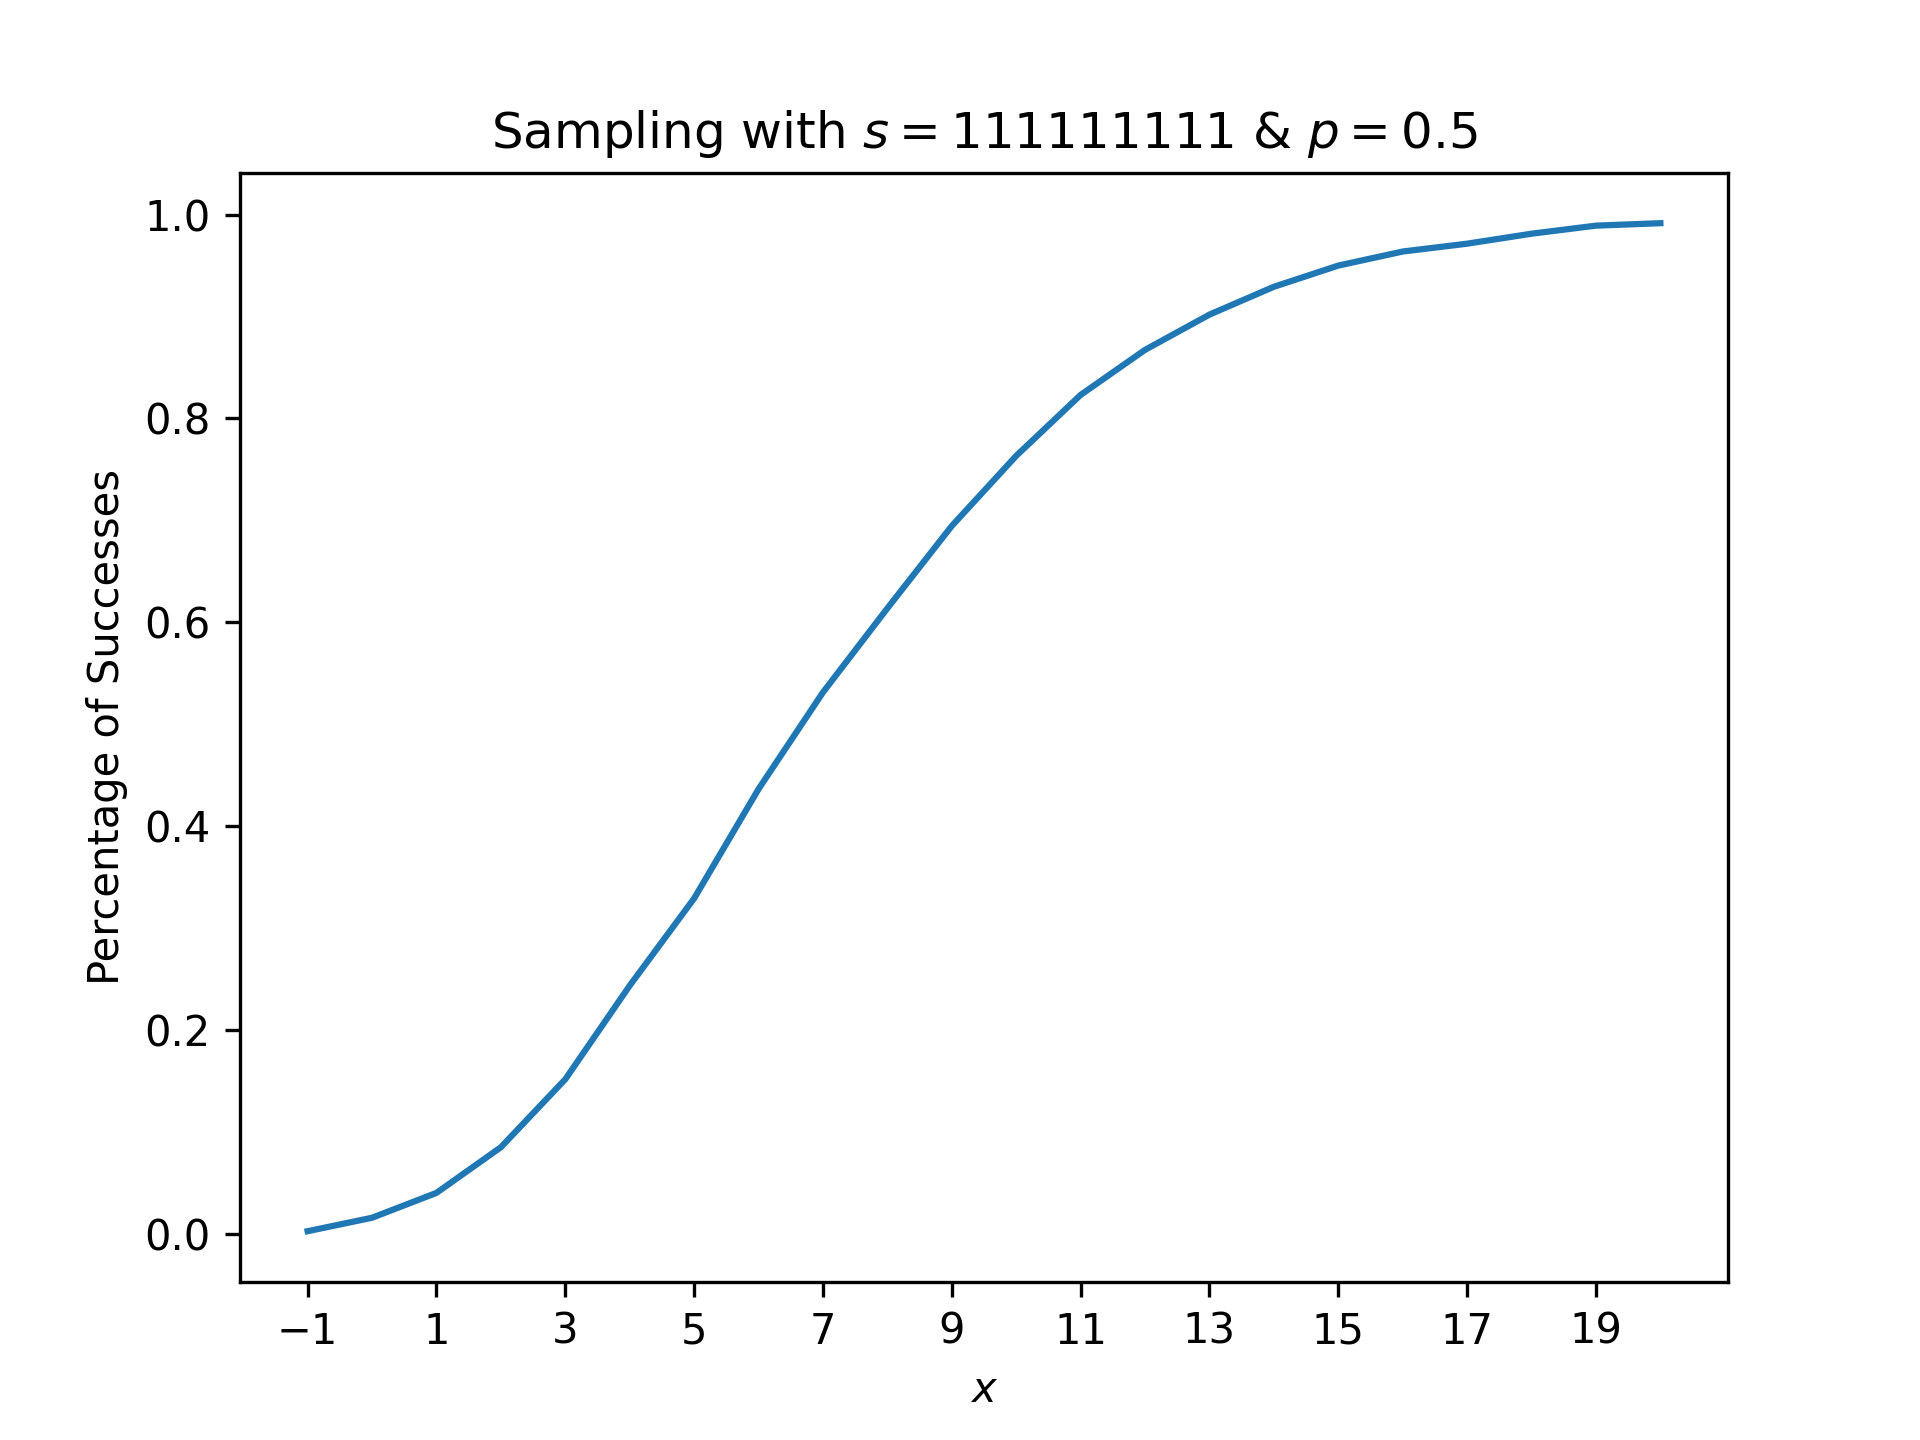 Sampling with s = 111111111 & p = 0.5
Percentage of Successes
1.0
0.8
0.6
0.4
0.2
0.0
−1 1 3 5 7 9 11 13 15 17 19
x